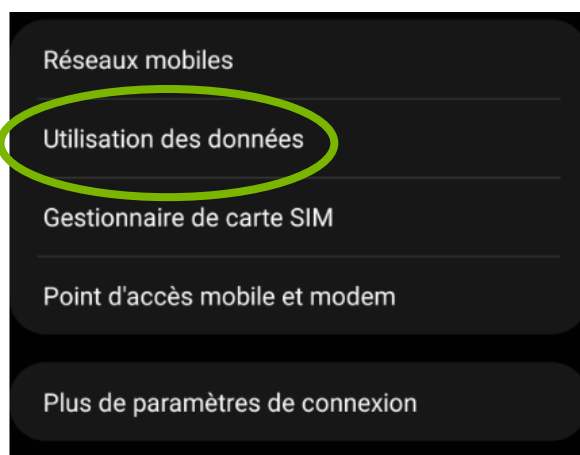 Réseaux mobiles
Utilisation des données
Gestionnaire de carte SIM
Point d'accès mobile et modem
Plus de paramètres de connexion